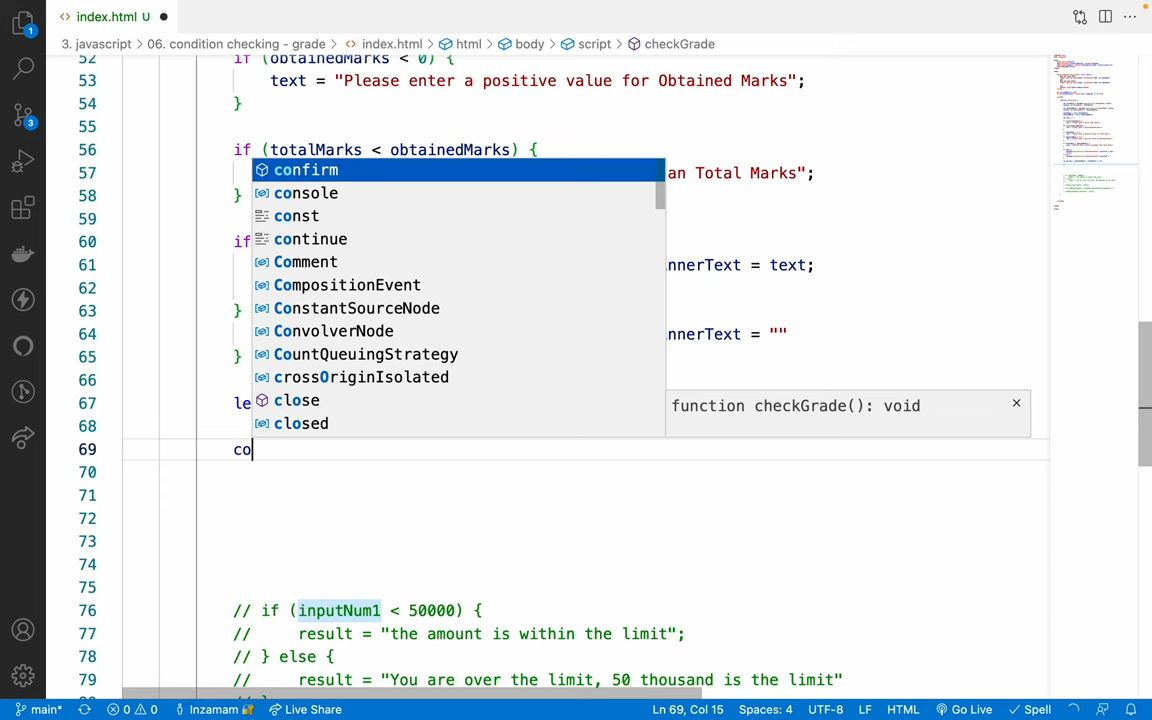 index.html U
3. javascript > 06. condition checking - grade > index.html > html > body > script > checkGrade
52 if (obtainedMarks < 0) {
53 text = "Please enter a positive value for Obtained Marks";
54 }
55
56 if (totalMarks < obtainedMarks) {
57 an Total Marks";
58 }
59
60 if
61 nnerText = text;
62
63 }
64 nnerText = ""
65 }
66
67 le
68
69 co
70
71
72
73
74
75
76 // if (inputNum1 < 50000) {
77 // result = "the amount is within the limit";
78 // } else {
79 // result = "You are over the limit, 50 thousand is the limit"
confirm
console
const
continue
Comment
CompositionEvent
ConstantSourceNode
ConvolverNode
CountQueuingStrategy
crossOriginIsolated
close
closed
function checkGrade(): void
1
3
main* 0 0 Inzamam Live Share Ln 69, Col 15 Spaces: 4 UTF-8 LF HTML Go Live Spell